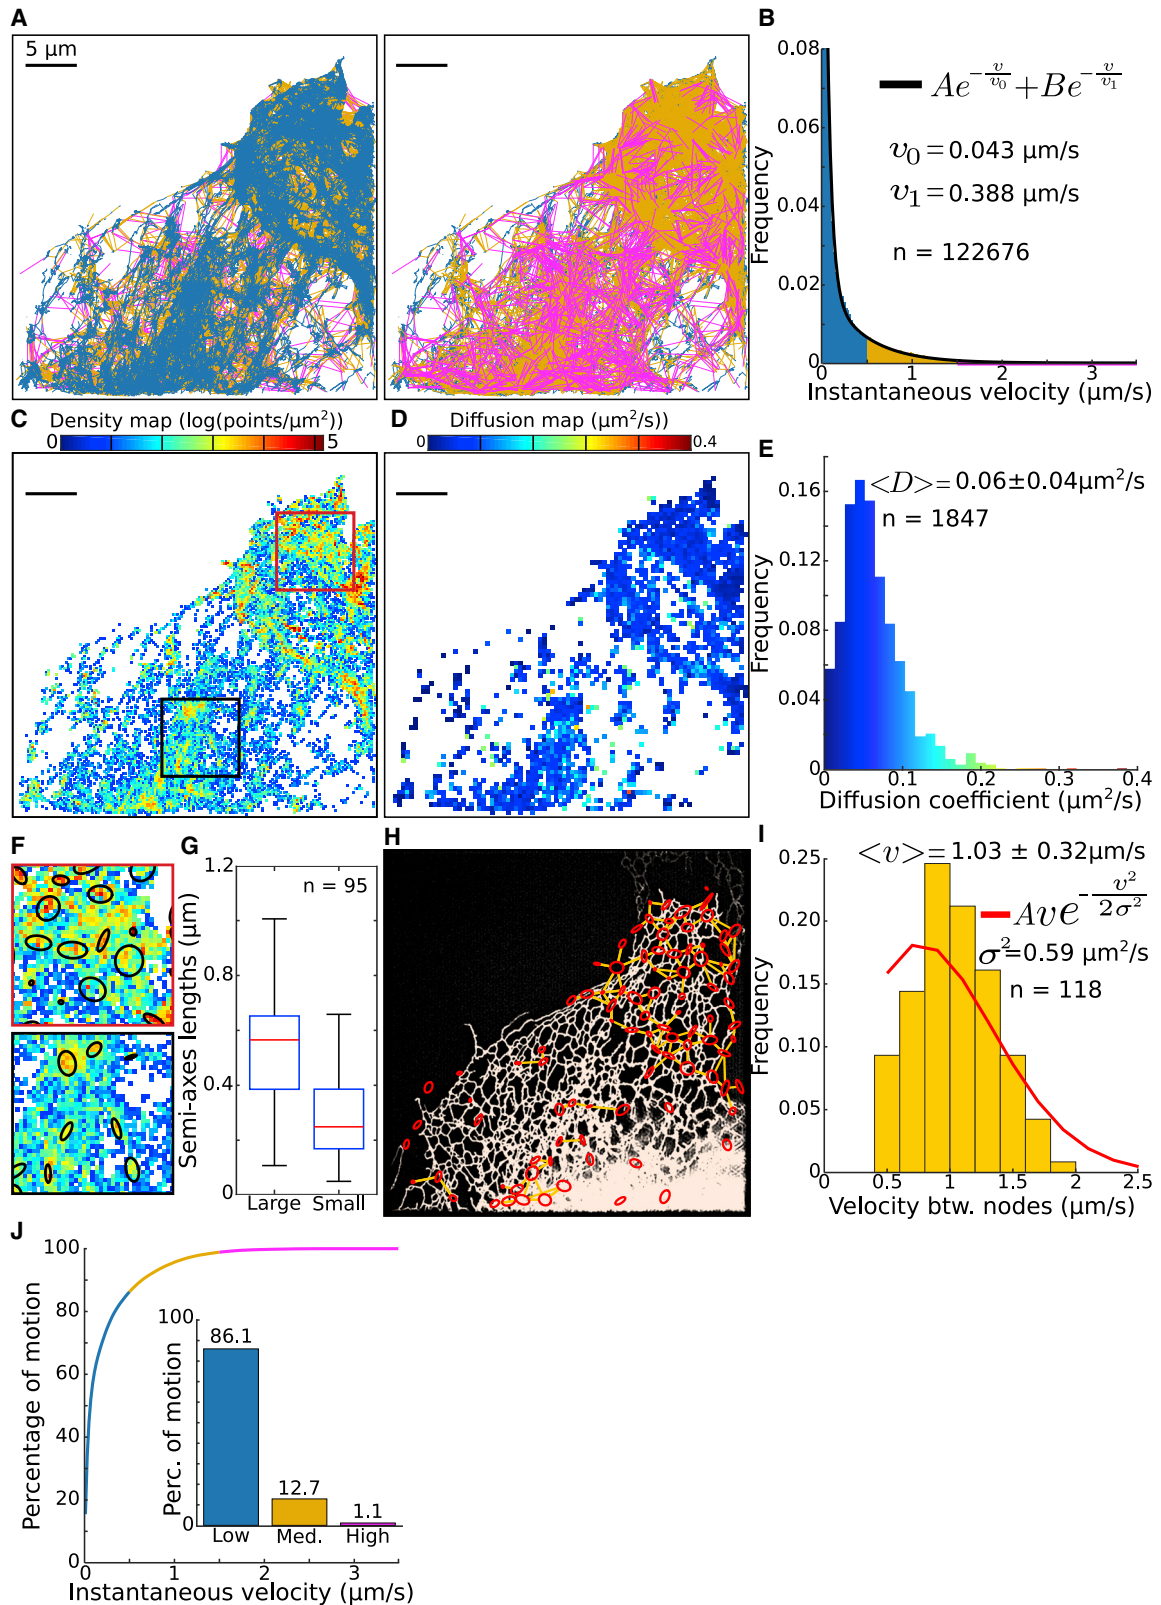 A
5 μm
B
0.08
0.06
0.04
0.02
0
Frequency
Ae^{-v/v_0}+Be^{-v/v_1}
v_0 = 0.043 μm/s
v_1 = 0.388 μm/s
n = 122676
0 1 2 3
Instantaneous velocity (μm/s)
C
Density map (log(points/μm²))
0 5
D
Diffusion map (μm²/s))
0 0.4
E
0.16
0.12
0.08
0.04
0
Frequency
<D>= 0.06±0.04μm²/s
n = 1847
0 0.1 0.2 0.3 0.4
Diffusion coefficient (μm²/s)
F
G
1.2
0.8
0.4
0
Semi-axes lengths (μm)
n = 95
Large Small
H
I
0.25
0.20
0.15
0.10
0.05
0
Frequency
<v>= 1.03 ± 0.32μm/s
Ave^{-v²/2σ²}
σ²=0.59 μm²/s
n = 118
0.5 1 1.5 2 2.5
Velocity btw. nodes (μm/s)
J
100
80
60
40
20
0
Percentage of motion
0 1 2 3
Instantaneous velocity (μm/s)
100
0
Perc. of motion
86.1
12.7
1.1
Low Med. High